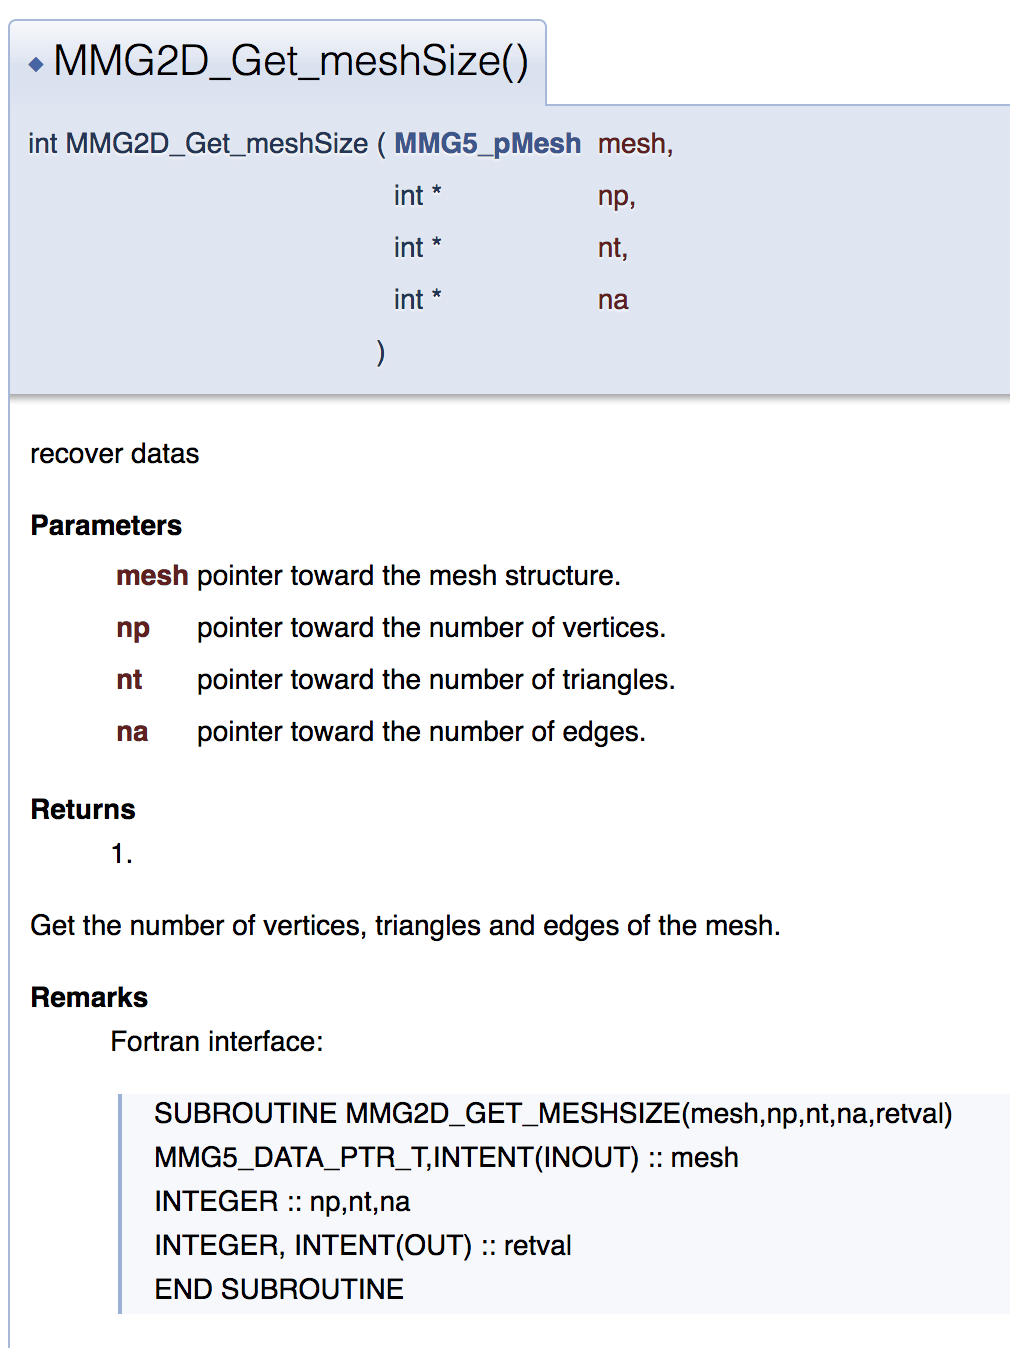 MMG2D_Get_meshSize()
int MMG2D_Get_meshSize ( MMG5_pMesh mesh,
int * np,
int * nt,
int * na
)
recover datas
Parameters
mesh pointer toward the mesh structure.
np pointer toward the number of vertices.
nt pointer toward the number of triangles.
na pointer toward the number of edges.
Returns
1.
Get the number of vertices, triangles and edges of the mesh.
Remarks
Fortran interface:
SUBROUTINE MMG2D_GET_MESHSIZE(mesh,np,nt,na,retval)
MMG5_DATA_PTR_T,INTENT(INOUT) :: mesh
INTEGER :: np,nt,na
INTEGER, INTENT(OUT) :: retval
END SUBROUTINE